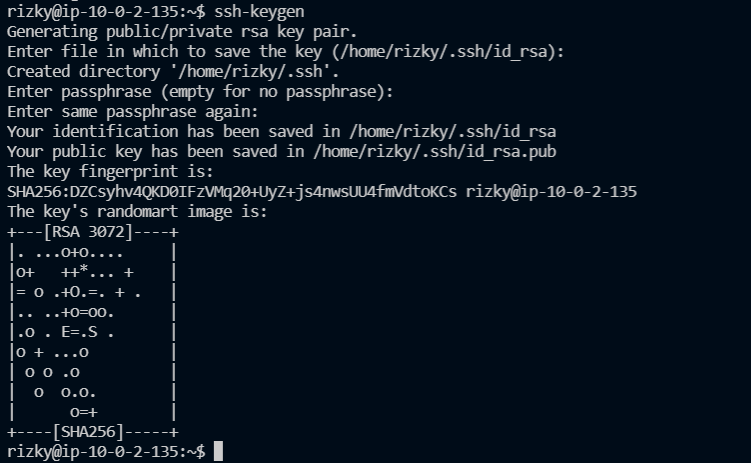 rizky@ip-10-0-2-135:~$ ssh-keygen
Generating public/private rsa key pair.
Enter file in which to save the key (/home/rizky/.ssh/id_rsa):
Created directory '/home/rizky/.ssh'.
Enter passphrase (empty for no passphrase):
Enter same passphrase again:
Your identification has been saved in /home/rizky/.ssh/id_rsa
Your public key has been saved in /home/rizky/.ssh/id_rsa.pub
The key fingerprint is:
SHA256:DZCsyhv4QKD0IFzVMq20+UyZ+js4nwsUU4fmVdtoKCs rizky@ip-10-0-2-135
The key's randomart image is:
+---[RSA 3072]----+
|. ...o+o....     |
|o+   ++*... +    |
|= o .+O.=. + .   |
|.. ..+o=oo.      |
|.o . E=.S .      |
|o + ...o         |
| o o .o          |
|  o  o.o.        |
|      o=+        |
+----[SHA256]-----+
rizky@ip-10-0-2-135:~$